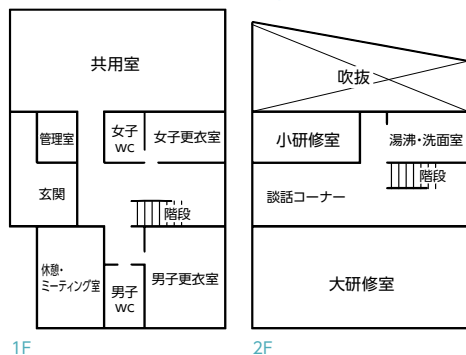 共用室
管理室
女子
WC
女子更衣室
玄関
階段
休憩・
ミーティング室
男子
WC
男子更衣室
1F
吹抜
小研修室
湯沸・洗面室
階段
談話コーナー
大研修室
2F